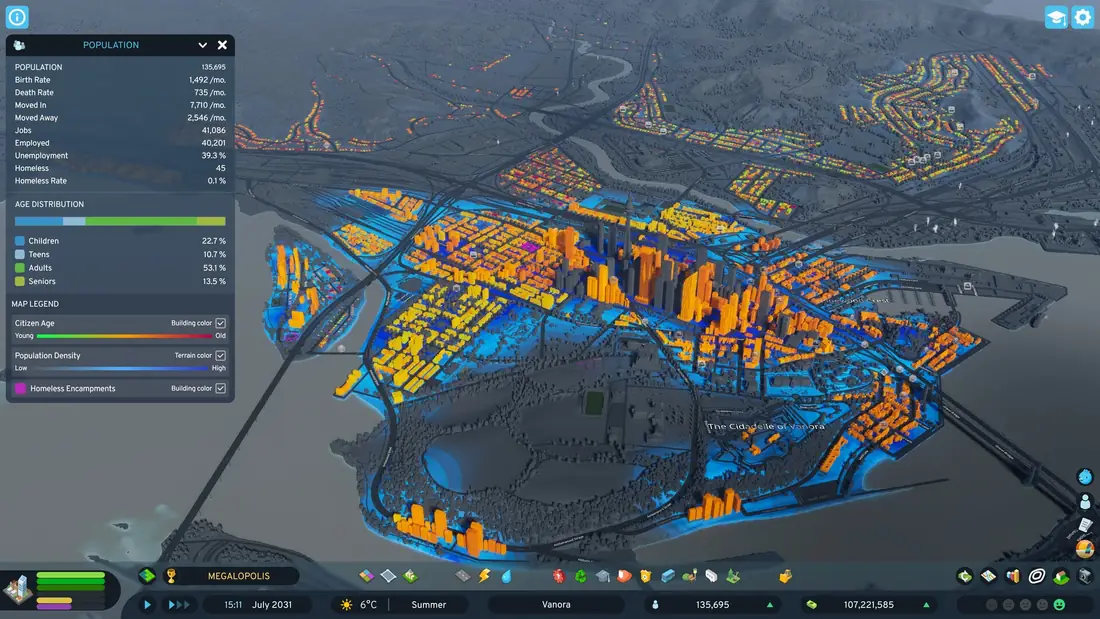 POPULATION
POPULATION 135,695
Birth Rate 1,492 /mo.
Death Rate 735 /mo.
Moved In 7,710 /mo.
Moved Away 2,546 /mo.
Jobs 41,086
Employed 40,201
Unemployment 39.3 %
Homeless 45
Homeless Rate 0.1 %
AGE DISTRIBUTION
Children 22.7 %
Teens 10.7 %
Adults 53.1 %
Seniors 13.5 %
MAP LEGEND
Citizen Age Building color
Young Old
Population Density Terrain color
Low High
Homeless Encampments Building color
The Cidadelle of Vanora
MEGALOPOLIS
15:11 July 2031 6°C Summer Vanora 135,695 107,221,585